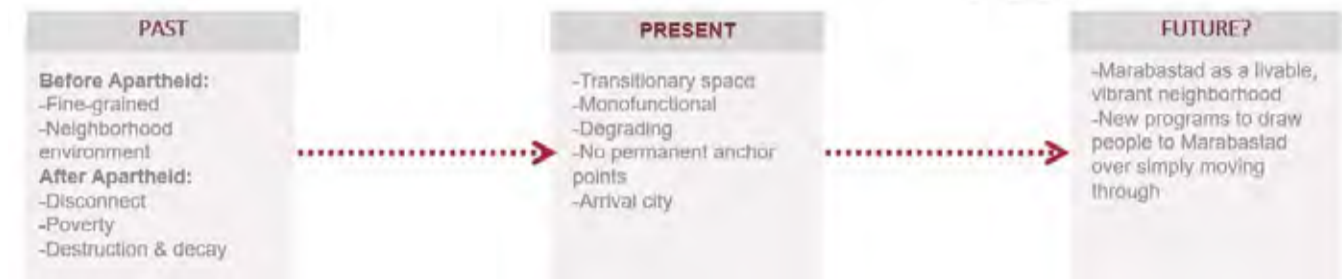 PAST
Before Apartheid:
-Fine-grained
-Neighborhood
environment
After Apartheid:
-Disconnect
-Poverty
-Destruction & decay
PRESENT
-Transitionary space
-Monofunctional
-Degrading
-No permanent anchor
points
-Arrival city
FUTURE?
-Marabastad as a livable,
vibrant neighborhood
-New programs to draw
people to Marabastad
over simply moving
through